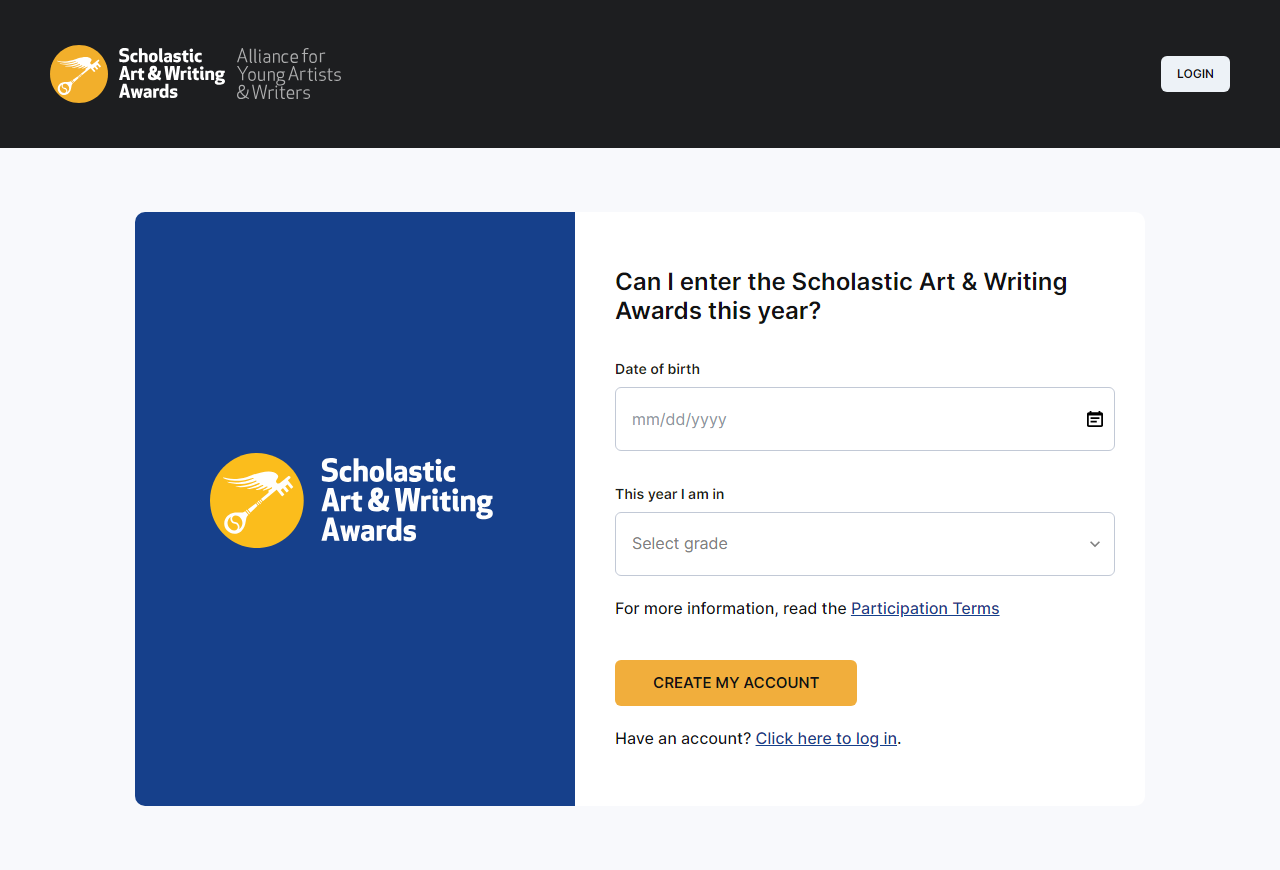 Scholastic
Art & Writing
Awards
Alliance for
Young Artists
& Writers
LOGIN
Scholastic
Art & Writing
Awards
Can I enter the Scholastic Art & Writing
Awards this year?
Date of birth
mm/dd/yyyy
This year I am in
Select grade
For more information, read the Participation Terms
CREATE MY ACCOUNT
Have an account? Click here to log in.